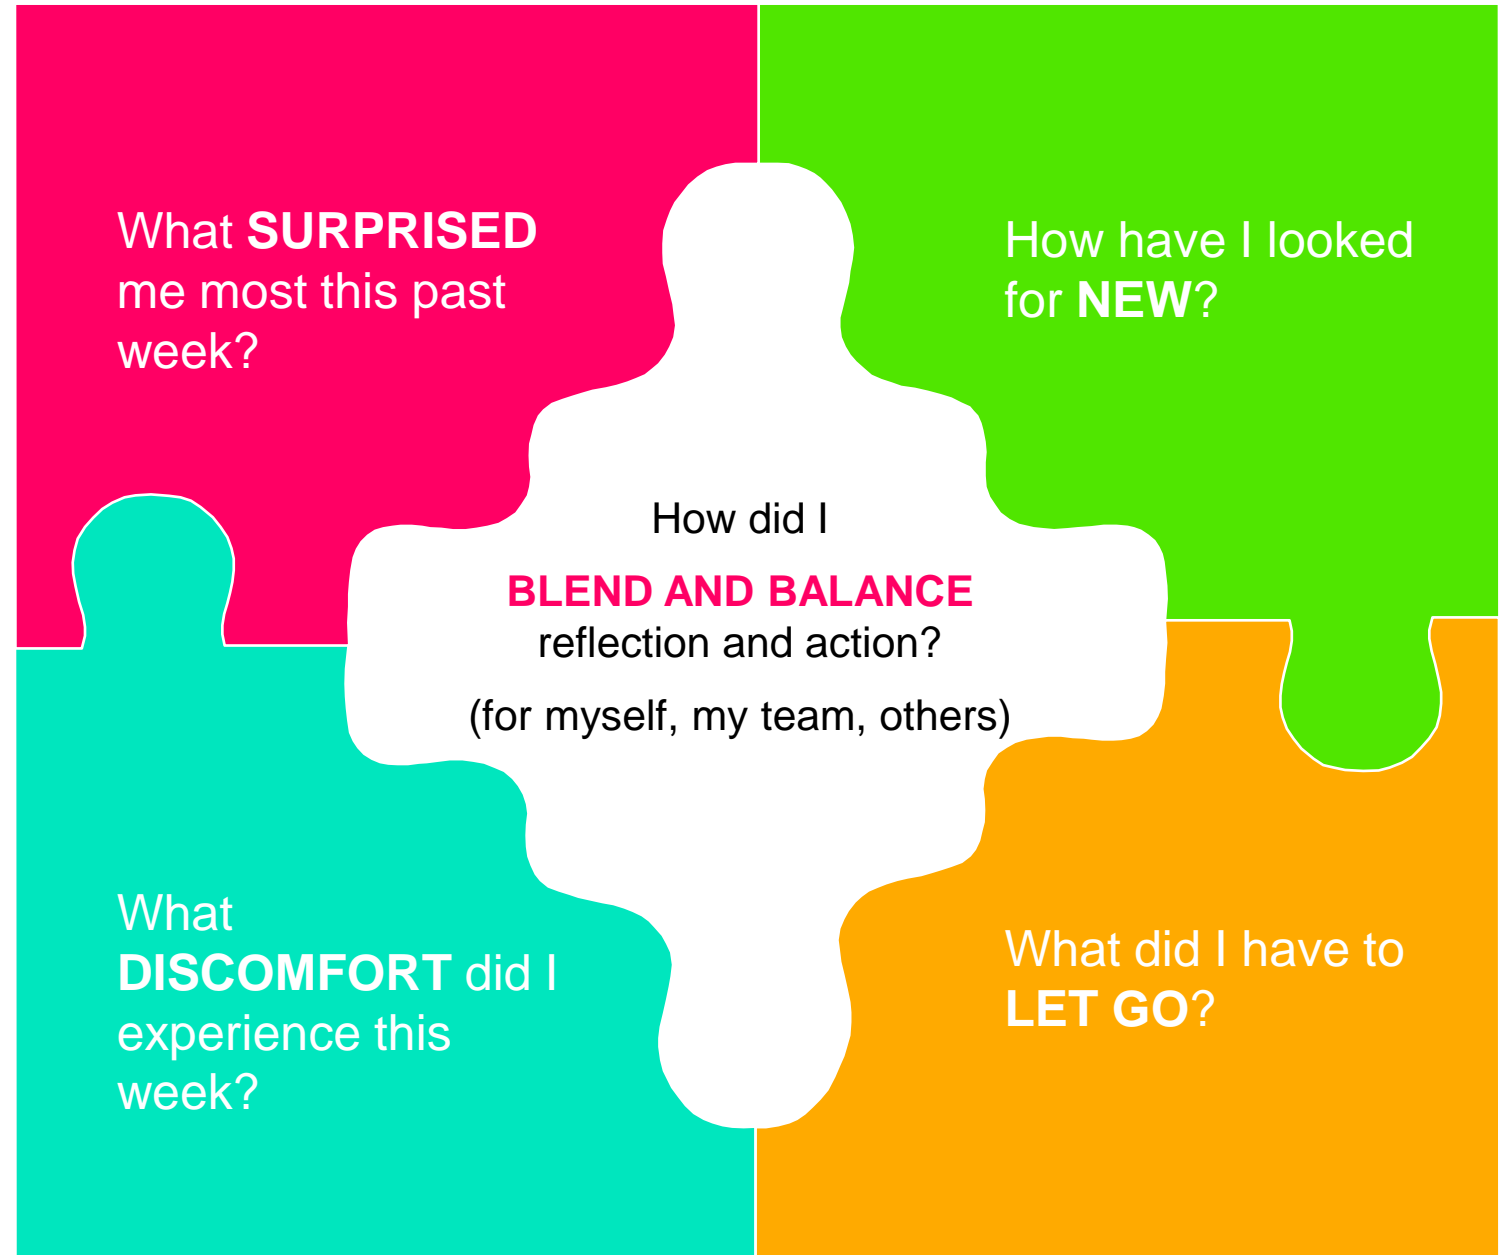 What SURPRISED
me most this past
week?
How have I looked
for NEW?
How did I
BLEND AND BALANCE
reflection and action?
(for myself, my team, others)
What
DISCOMFORT did I
experience this
week?
What did I have to
LET GO?